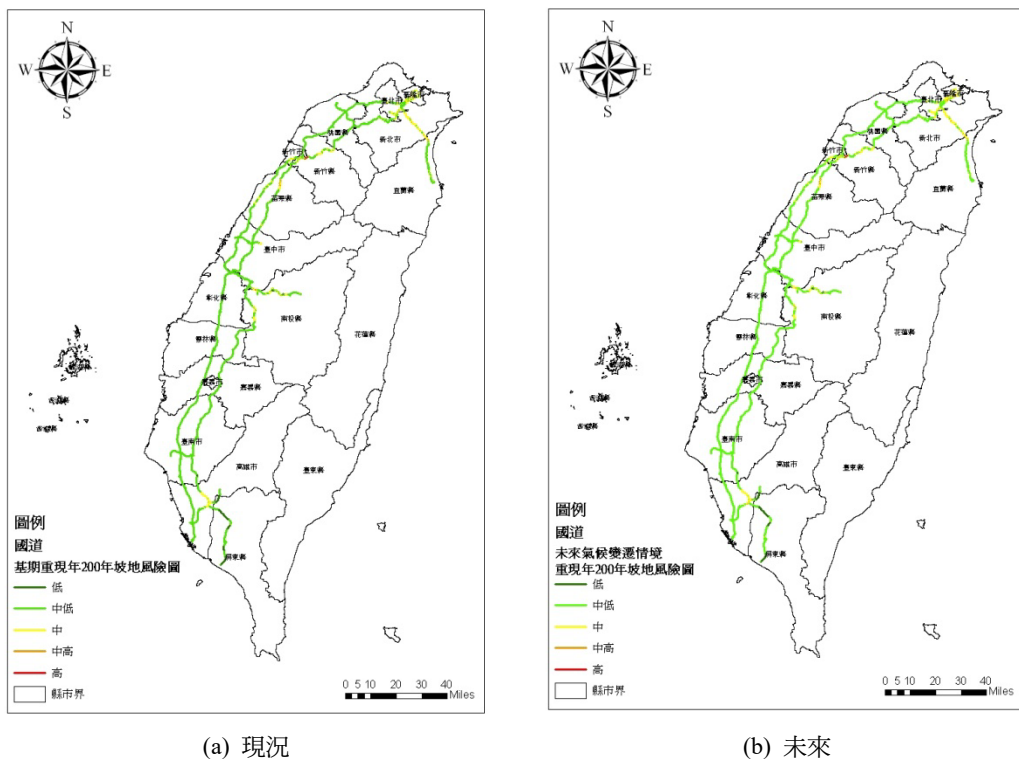 N
W
E
S
基隆市
臺北市
桃園縣
新北市
新竹市
新竹縣
宜蘭縣
苗栗縣
臺中市
彰化縣
南投縣
花蓮縣
雲林縣
嘉義市
嘉義縣
臺南市
高雄市
臺東縣
屏東縣
圖例
國道
基期重現年200年坡地風險圖
低
中低
中
中高
高
縣市界
0 5 10 20 30 40
Miles
(a) 現況
N
W
E
S
基隆市
臺北市
桃園縣
新北市
新竹市
新竹縣
宜蘭縣
苗栗縣
臺中市
彰化縣
南投縣
花蓮縣
雲林縣
嘉義市
嘉義縣
臺南市
高雄市
臺東縣
屏東縣
圖例
國道
未來氣候變遷情境
重現年200年坡地風險圖
低
中低
中
中高
高
縣市界
0 5 10 20 30 40
Miles
(b) 未來